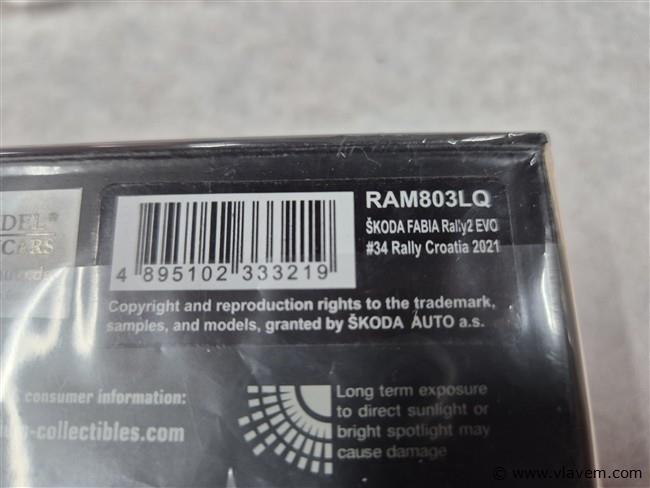 RAM803LQ
ŠKODA FABIA Rally2 EVO
#34 Rally Croatia 2021
4 895102 333219
Copyright and reproduction rights to the trademark,
samples, and models, granted by ŠKODA AUTO a.s.
DEL®
CARS
consumer information:
-collectibles.com
Long term exposure
to direct sunlight or
bright spotlight may
cause damage
© www.vlavem.com